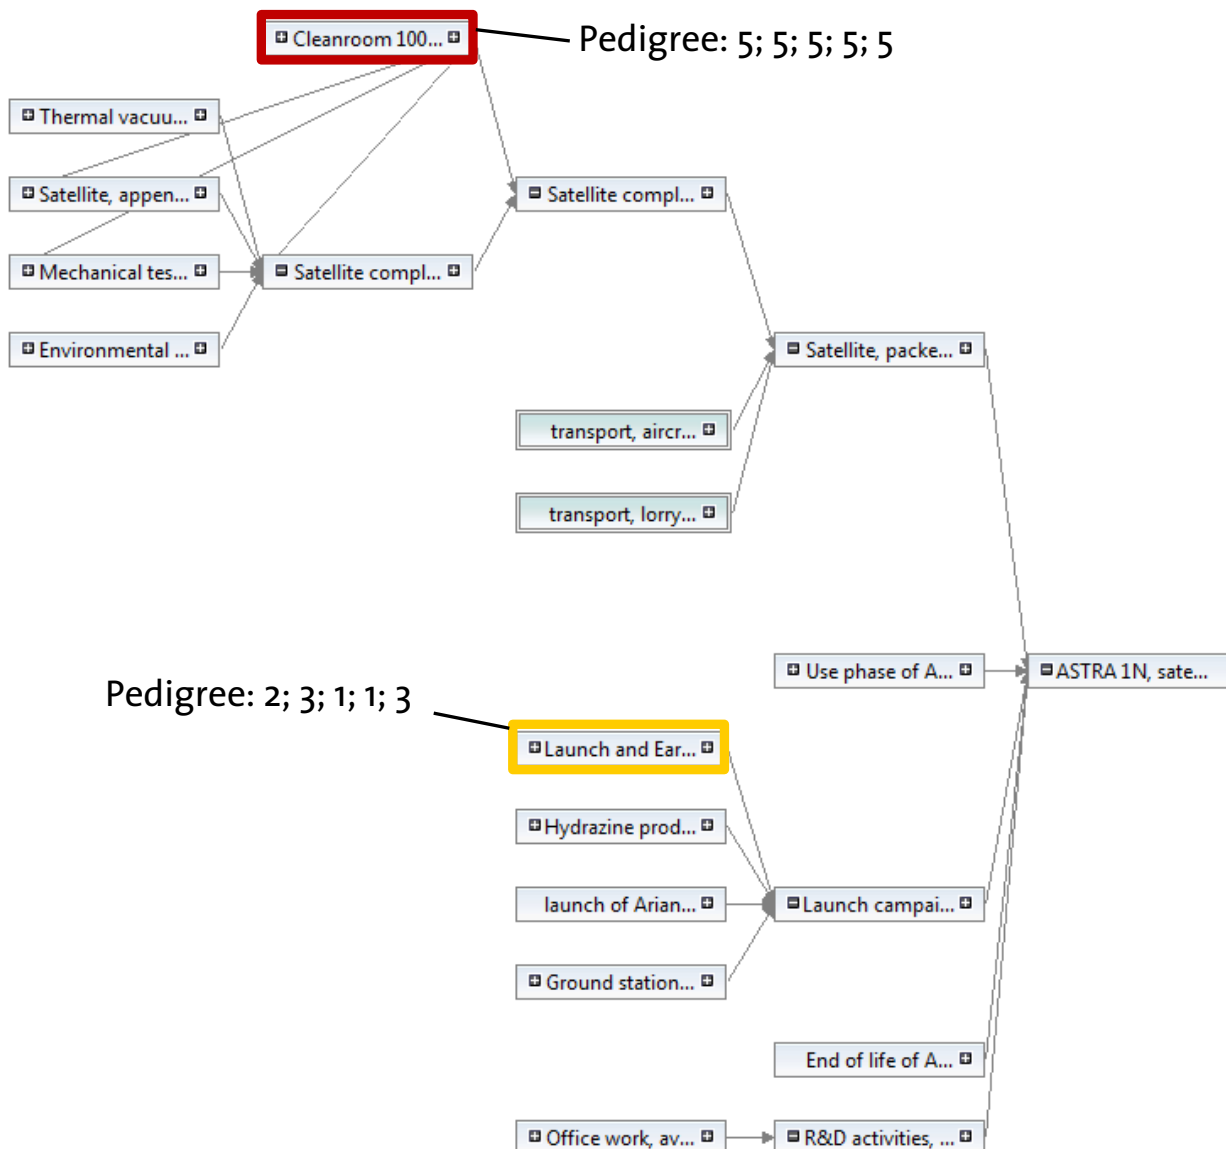 Cleanroom 100...
Pedigree: 5; 5; 5; 5; 5
Thermal vacuu...
Satellite, appen...
Satellite compl...
Mechanical tes...
Satellite compl...
Environmental ...
Satellite, packe...
transport, aircr...
transport, lorry...
Use phase of A...
ASTRA 1N, sate...
Pedigree: 2; 3; 1; 1; 3
Launch and Ear...
Hydrazine prod...
launch of Arian...
Launch campai...
Ground station...
End of life of A...
Office work, av...
R&D activities, ...